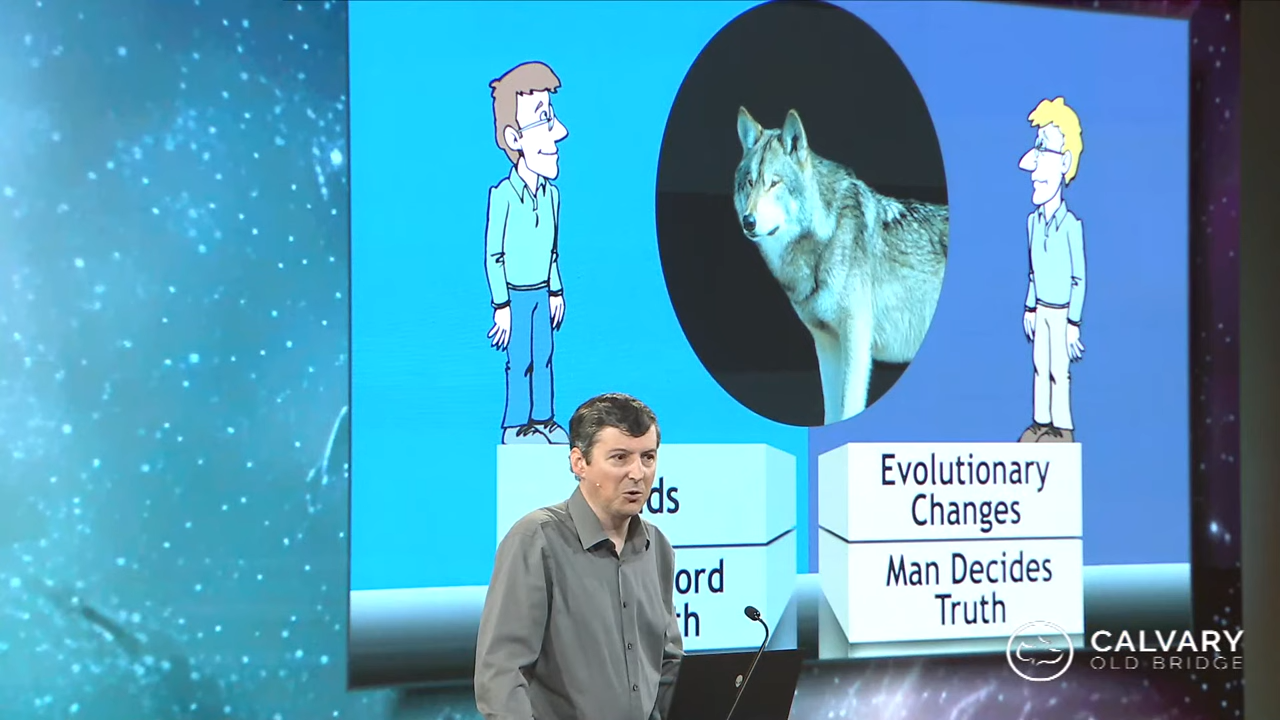 ds
ord
th
Evolutionary
Changes
Man Decides
Truth
CALVARY
OLD BRIDGE